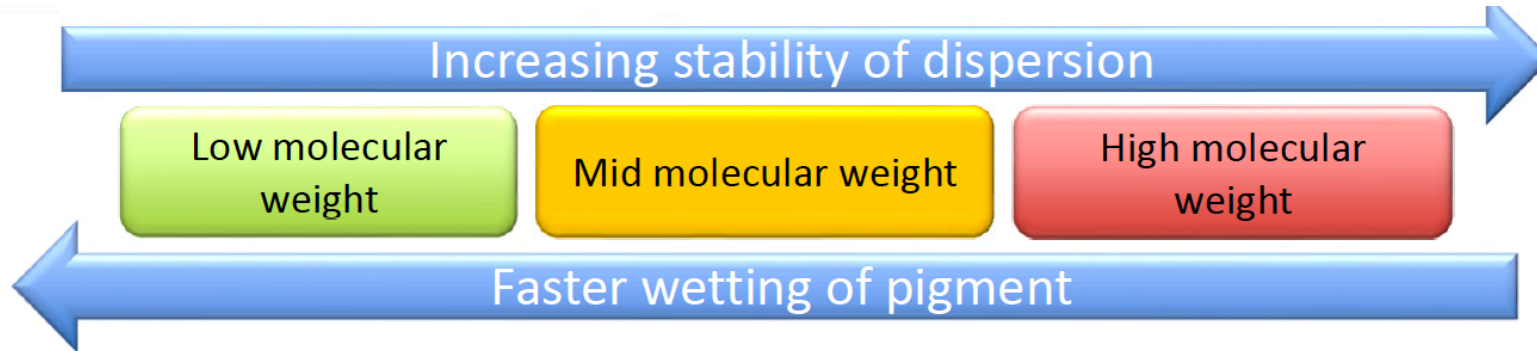 Increasing stability of dispersion
Low molecular
weight
Mid molecular weight
High molecular
weight
Faster wetting of pigment